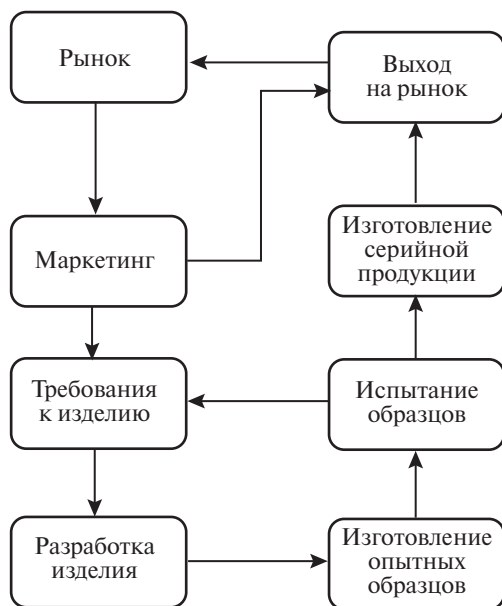 Рынок
Выход
на рынок
Маркетинг
Изготовление
серийной
продукции
Требования
к изделию
Испытание
образцов
Разработка
изделия
Изготовление
опытных
образцов